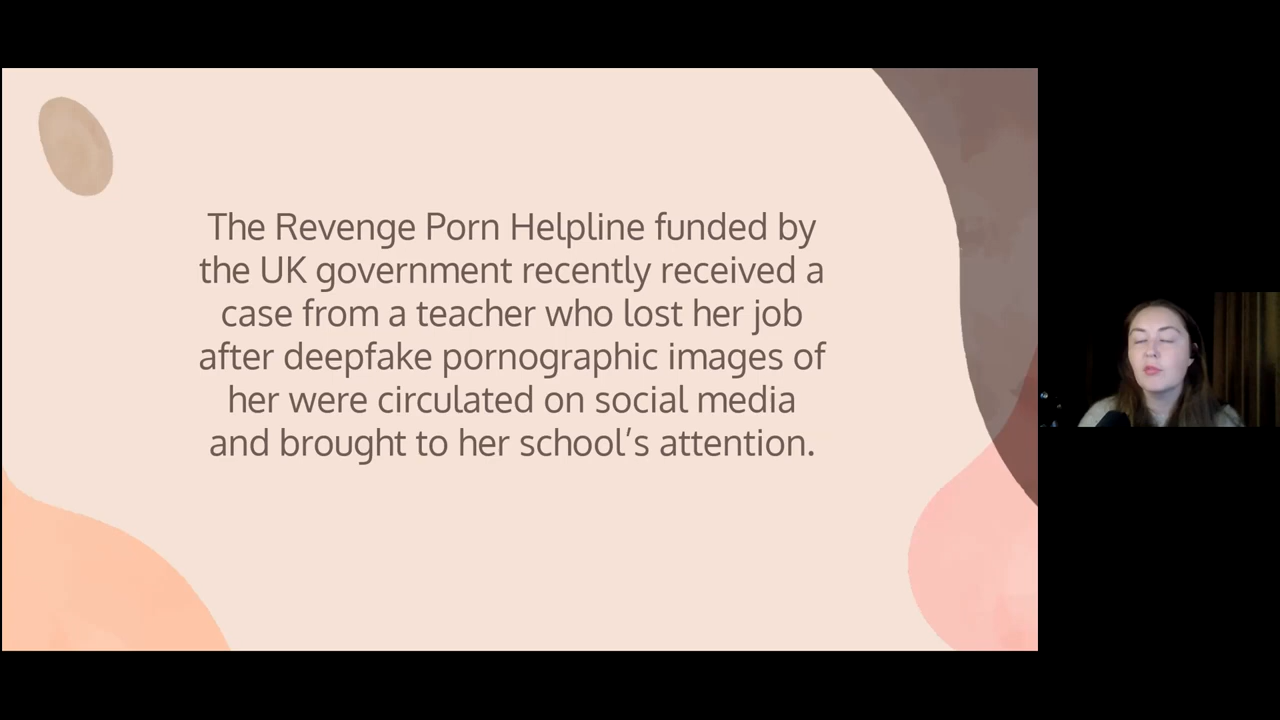 The Revenge Porn Helpline funded by
the UK government recently received a
case from a teacher who lost her job
after deepfake pornographic images of
her were circulated on social media
and brought to her school’s attention.